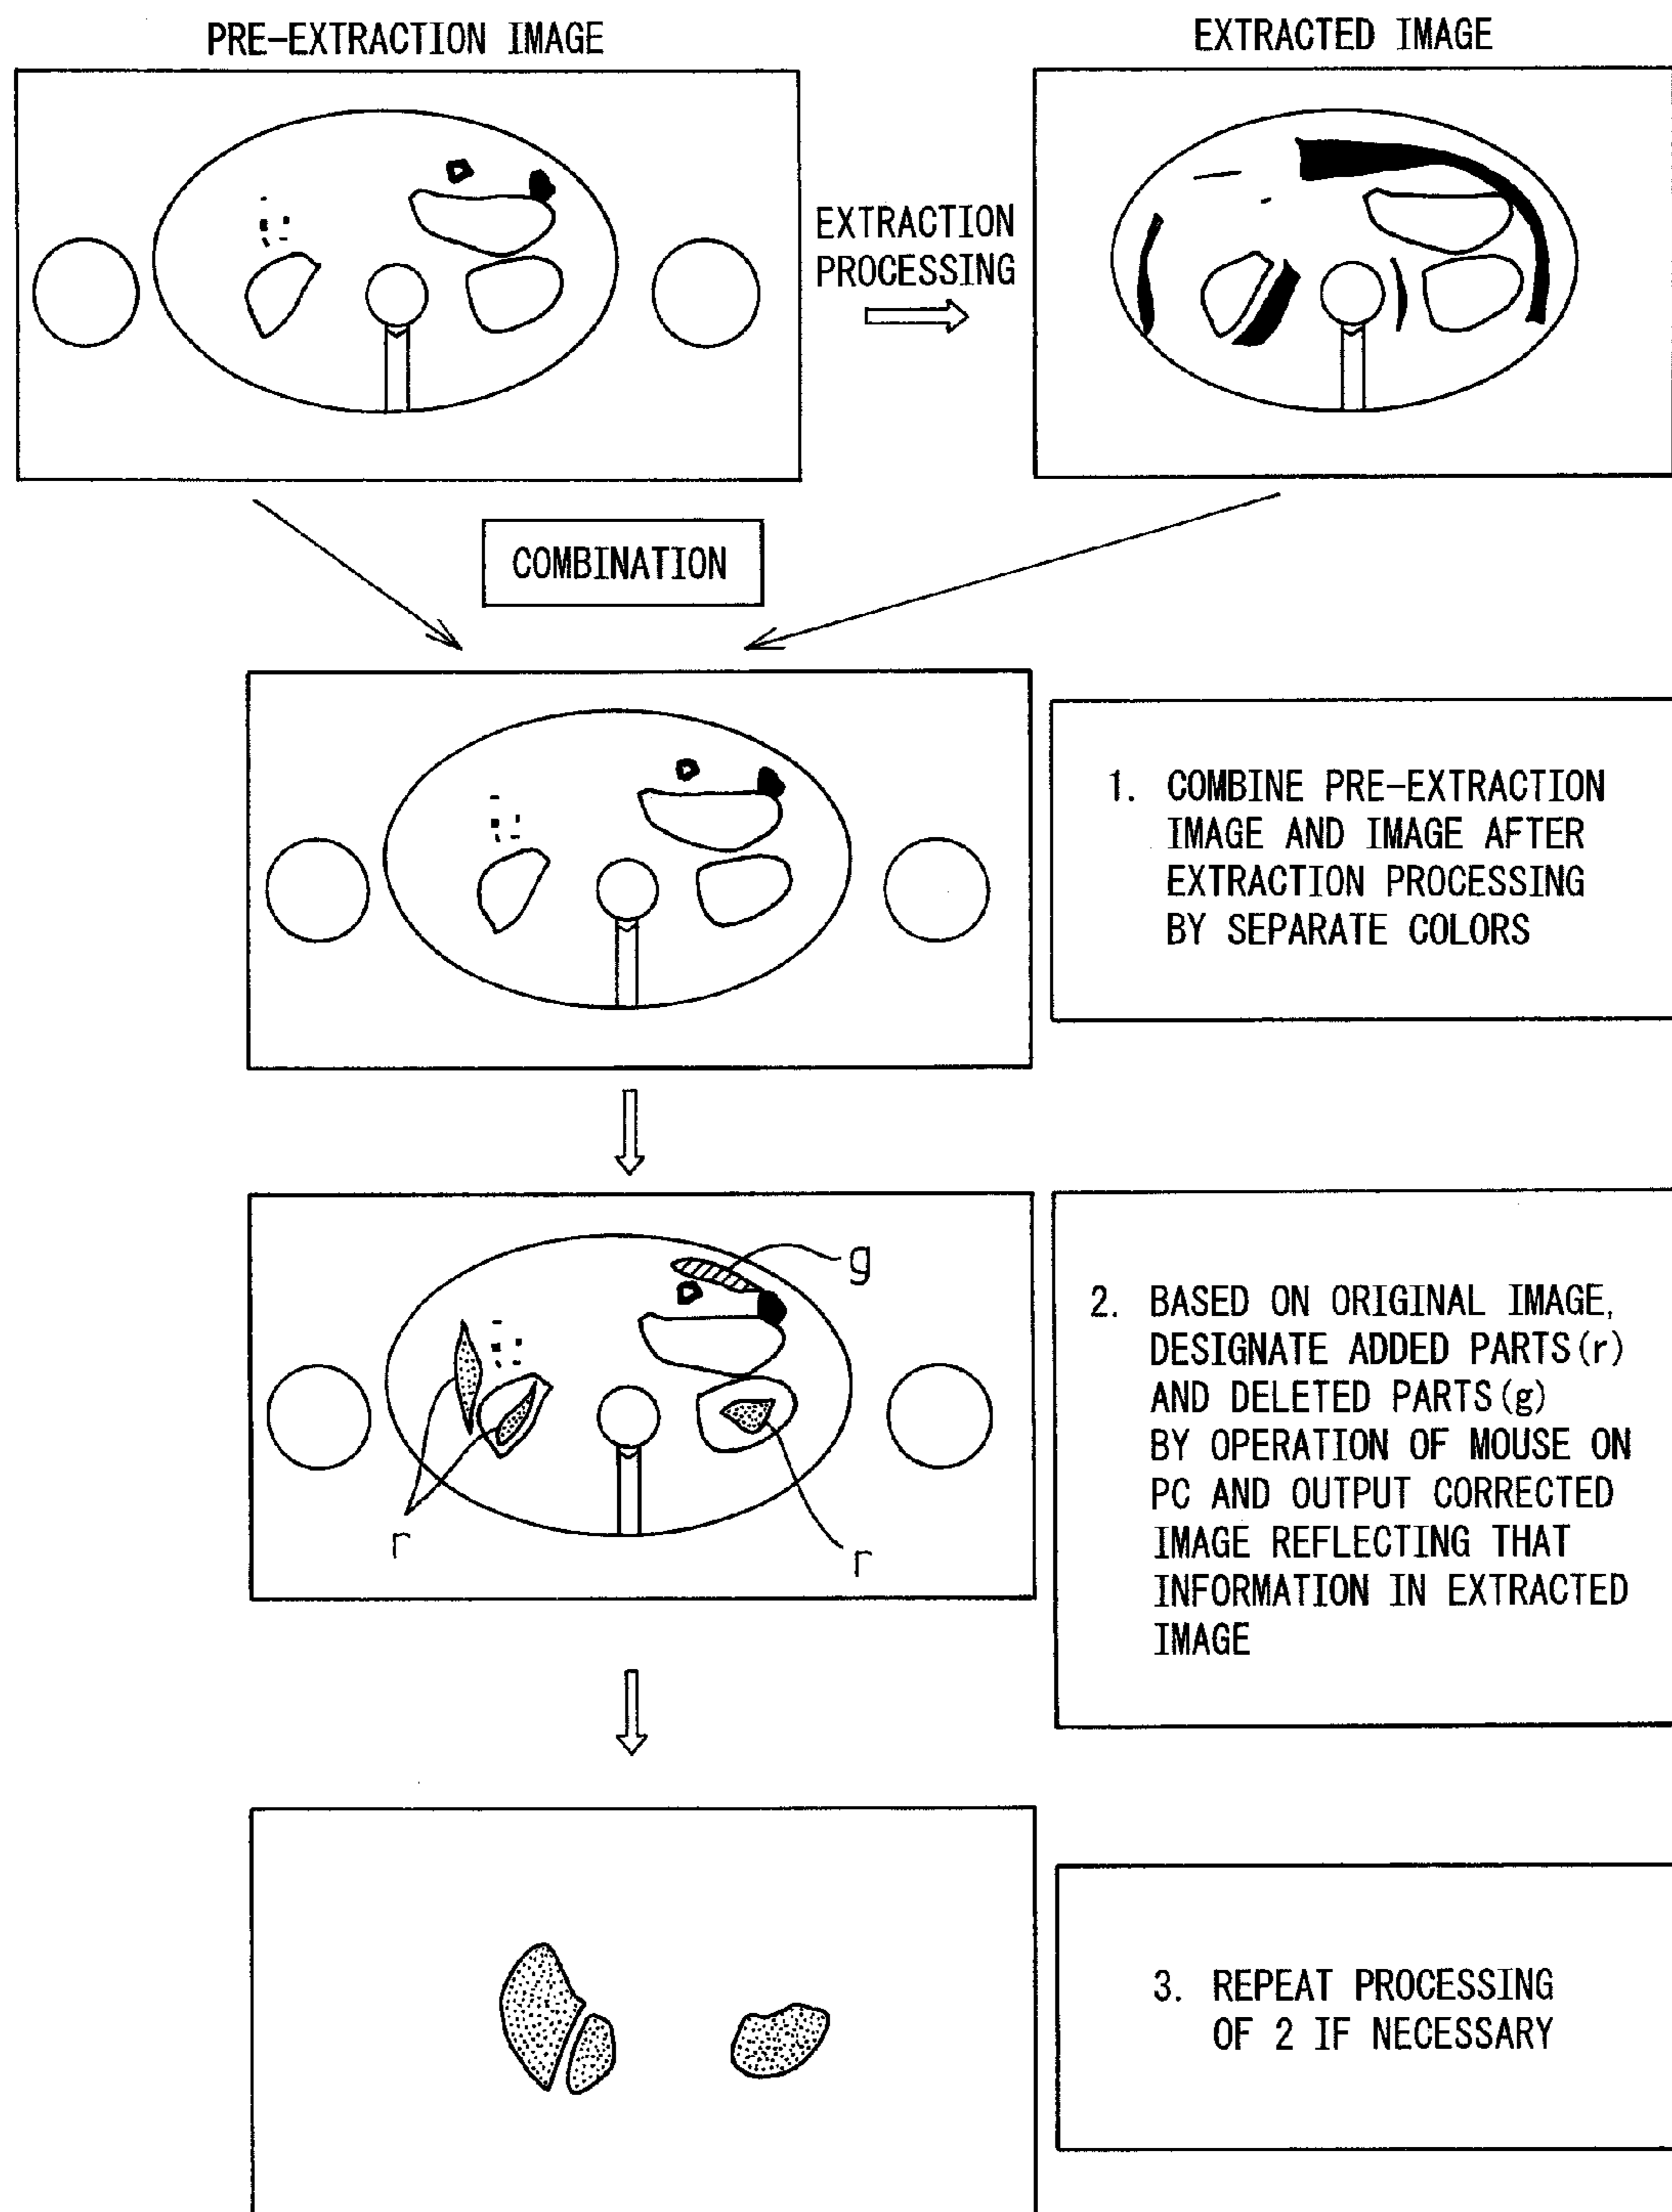 PRE-EXTRACTION IMAGE
EXTRACTED IMAGE
EXTRACTION
PROCESSING
COMBINATION
1. COMBINE PRE-EXTRACTION
IMAGE AND IMAGE AFTER
EXTRACTION PROCESSING
BY SEPARATE COLORS
g
r
r
2. BASED ON ORIGINAL IMAGE,
DESIGNATE ADDED PARTS(r)
AND DELETED PARTS(g)
BY OPERATION OF MOUSE ON
PC AND OUTPUT CORRECTED
IMAGE REFLECTING THAT
INFORMATION IN EXTRACTED
IMAGE
3. REPEAT PROCESSING
OF 2 IF NECESSARY